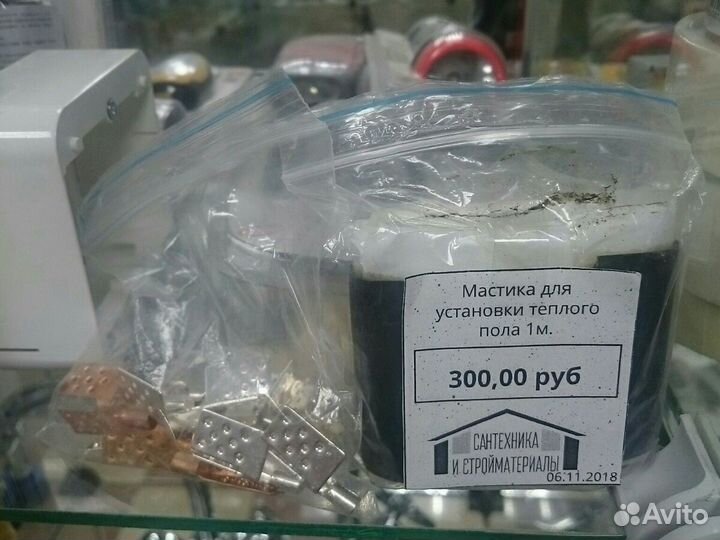 Мастика для
установки теплого
пола 1м.
300,00 руб
САНТЕХНИКА
И СТРОЙМАТЕРИАЛЫ
06.11.2018
Avito